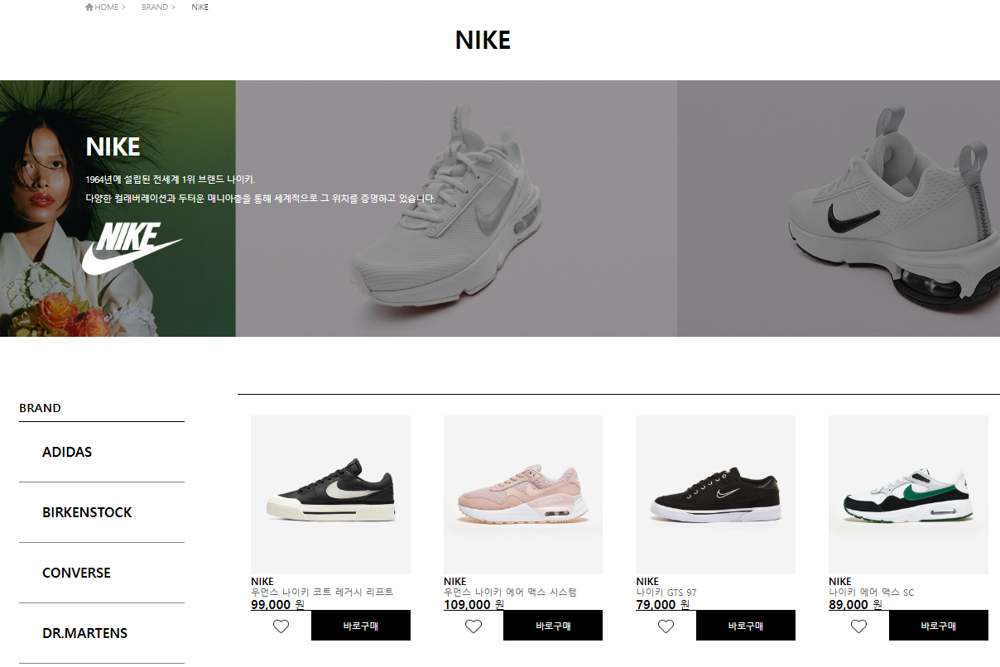 HOME > BRAND > NIKE
NIKE
NIKE
1964년에 설립된 전세계 1위 브랜드 나이키.
다양한 컬래버레이션과 두터운 매니아층을 통해 세계적으로 그 위치를 증명하고 있습니다.
NIKE
BRAND
ADIDAS
BIRKENSTOCK
CONVERSE
DR.MARTENS
NIKE
우먼스 나이키 코트 레거시 리프트
99,000 원
바로구매
NIKE
우먼스 나이키 에어 맥스 시스템
109,000 원
바로구매
NIKE
나이키 GTS 97
79,000 원
바로구매
NIKE
나이키 에어 맥스 SC
89,000 원
바로구매